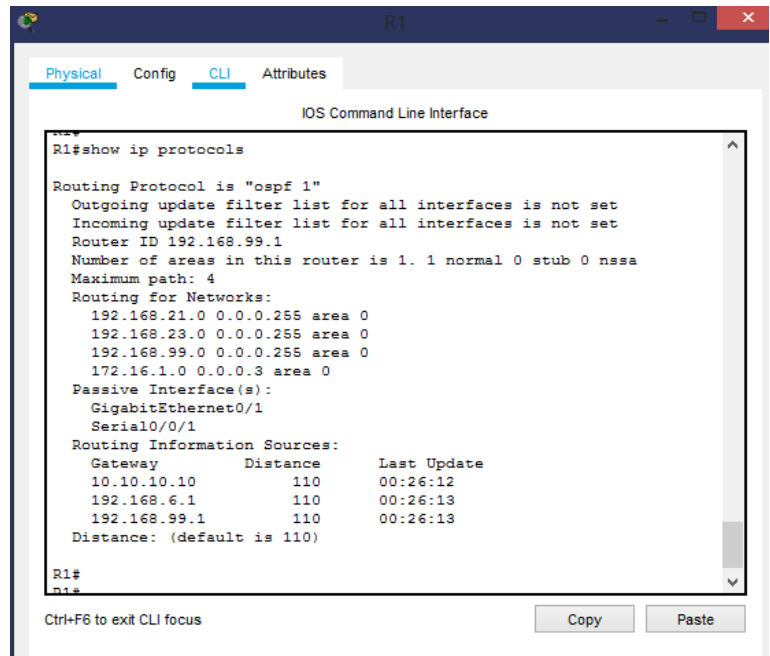 R1
Physical Config CLI Attributes
IOS Command Line Interface
R1#
R1#show ip protocols
Routing Protocol is "ospf 1"
Outgoing update filter list for all interfaces is not set
Incoming update filter list for all interfaces is not set
Router ID 192.168.99.1
Number of areas in this router is 1. 1 normal 0 stub 0 nssa
Maximum path: 4
Routing for Networks:
192.168.21.0 0.0.0.255 area 0
192.168.23.0 0.0.0.255 area 0
192.168.99.0 0.0.0.255 area 0
172.16.1.0 0.0.0.3 area 0
Passive Interface(s):
GigabitEthernet0/1
Serial0/0/1
Routing Information Sources:
Gateway Distance Last Update
10.10.10.10 110 00:26:12
192.168.6.1 110 00:26:13
192.168.99.1 110 00:26:13
Distance: (default is 110)
R1#
R1#
Ctrl+F6 to exit CLI focus
Copy Paste